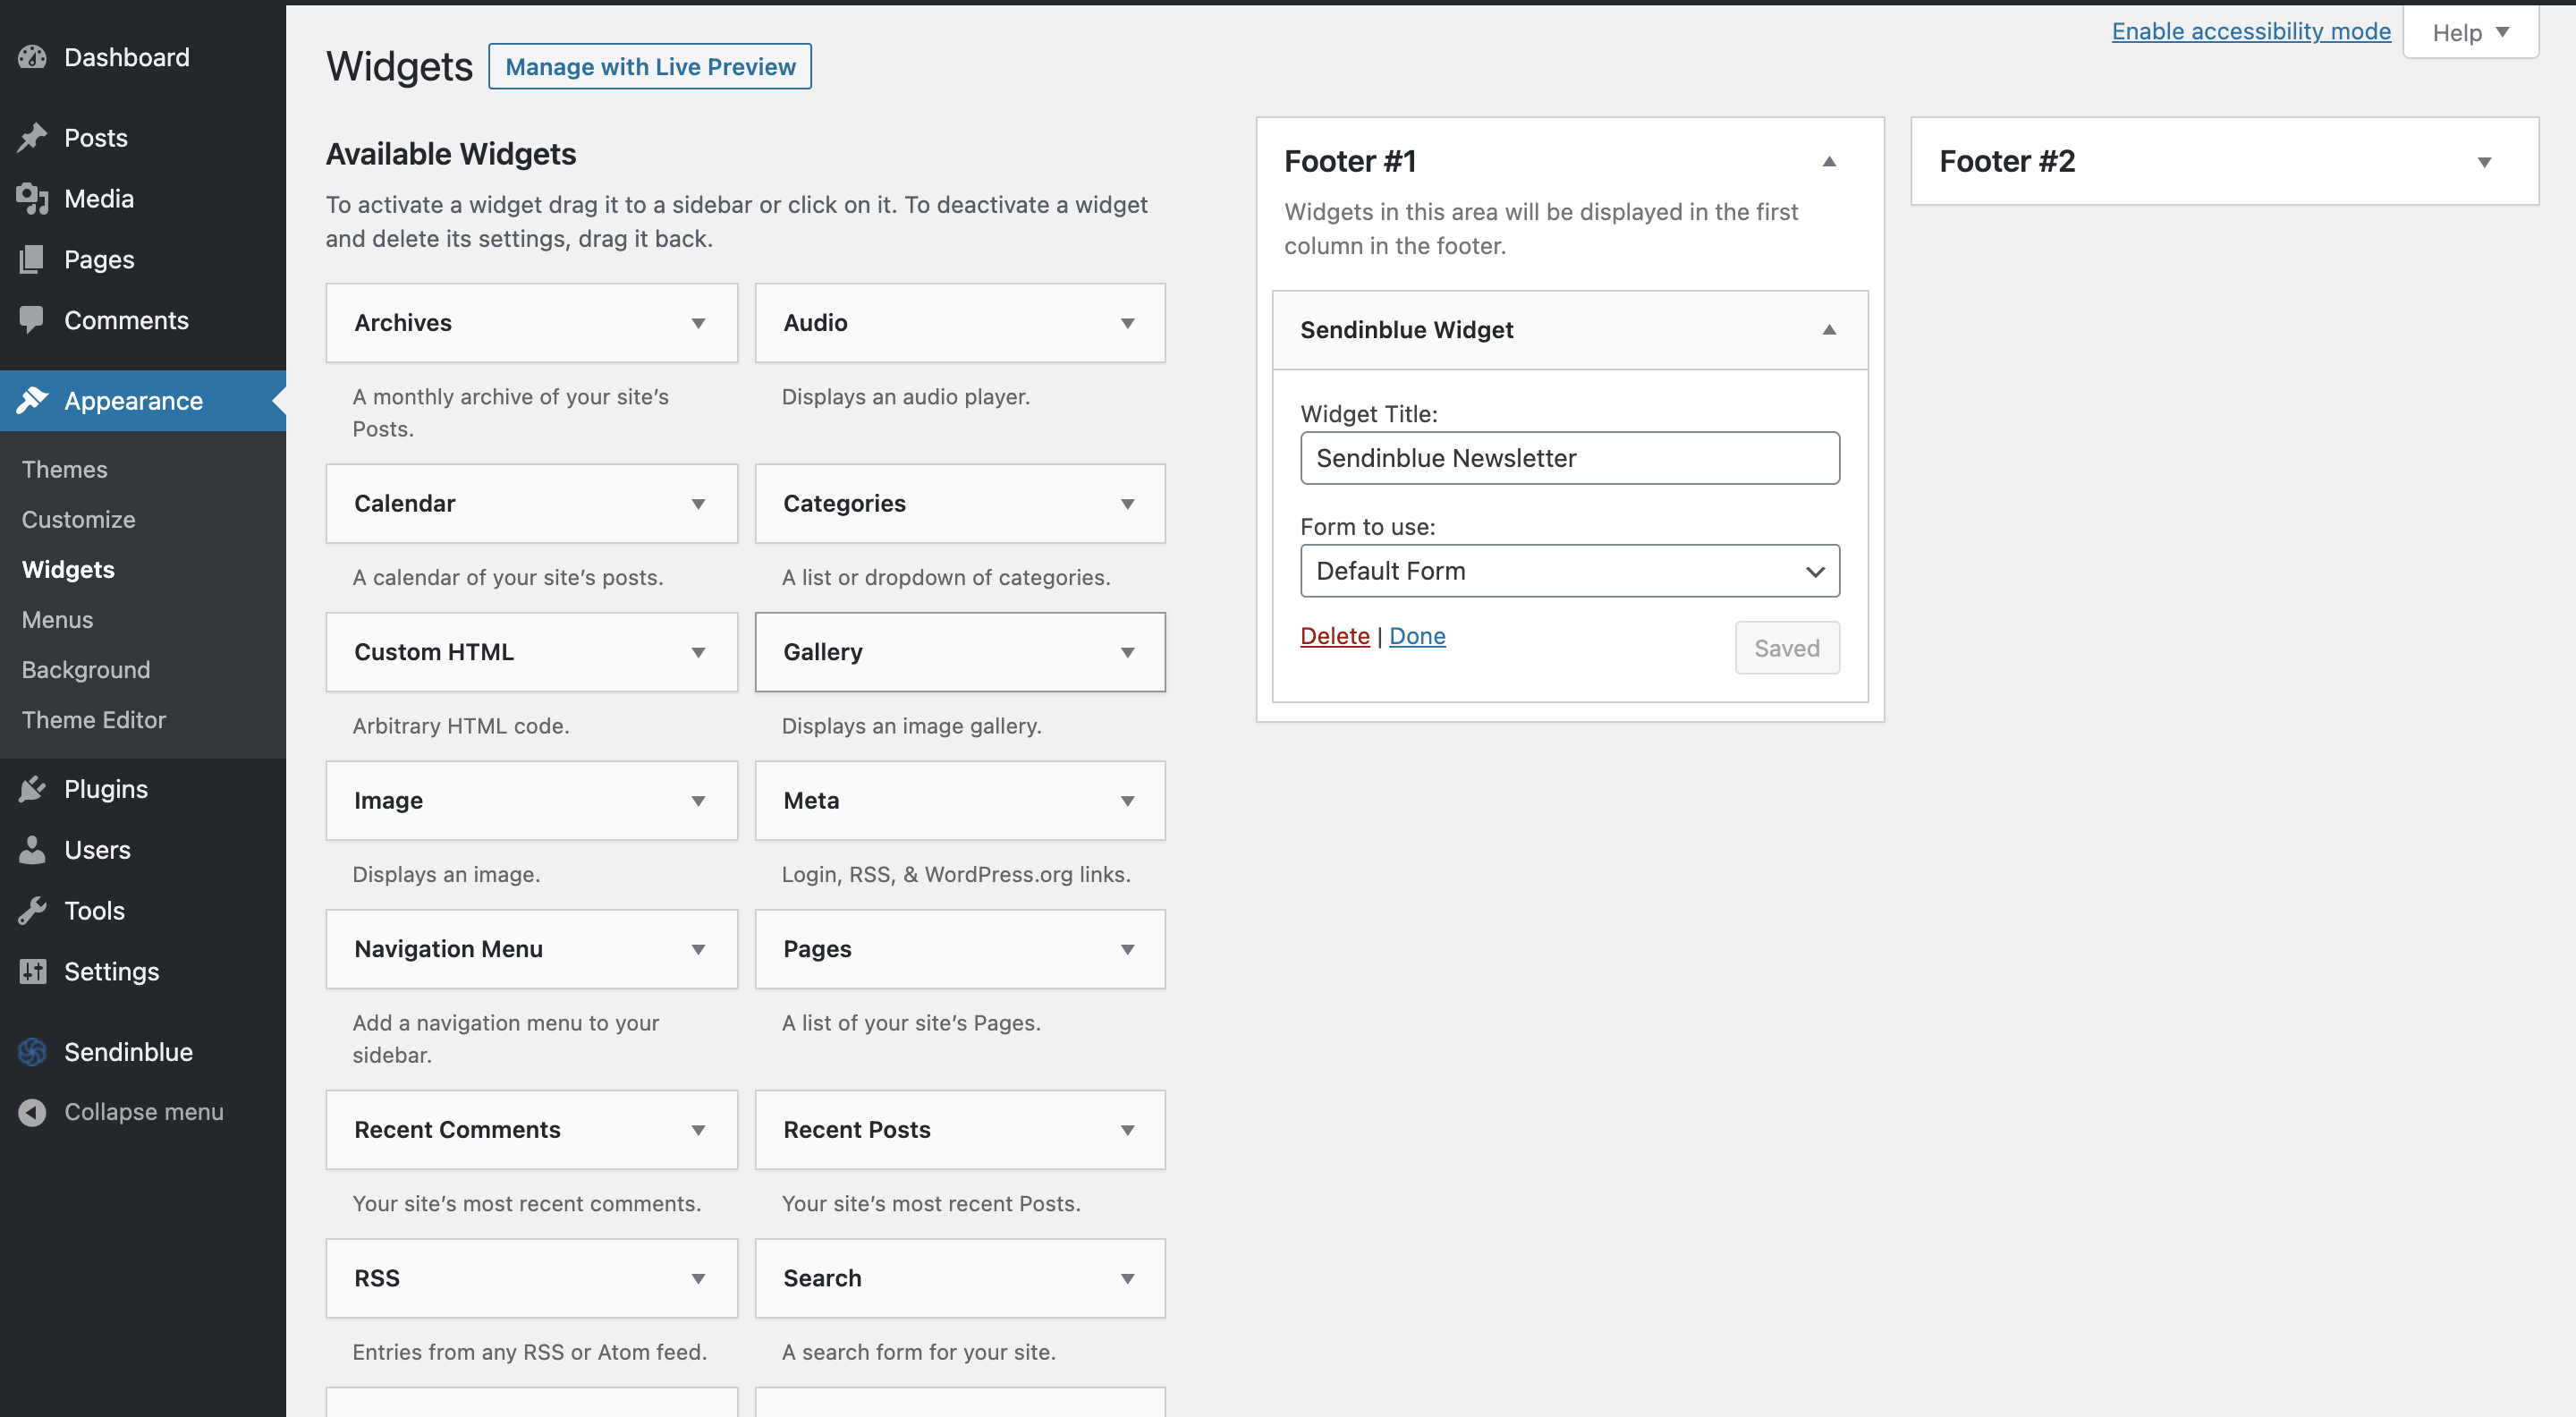 Dashboard
Posts
Media
Pages
Comments
Appearance
Themes
Customize
Widgets
Menus
Background
Theme Editor
Plugins
Users
Tools
Settings
Sendinblue
Collapse menu
Enable accessibility mode
Help
Widgets
Manage with Live Preview
Available Widgets
To activate a widget drag it to a sidebar or click on it. To deactivate a widget
and delete its settings, drag it back.
Archives
A monthly archive of your site’s
Posts.
Audio
Displays an audio player.
Calendar
A calendar of your site’s posts.
Categories
A list or dropdown of categories.
Custom HTML
Arbitrary HTML code.
Gallery
Displays an image gallery.
Image
Displays an image.
Meta
Login, RSS, & WordPress.org links.
Navigation Menu
Add a navigation menu to your
sidebar.
Pages
A list of your site’s Pages.
Recent Comments
Your site’s most recent comments.
Recent Posts
Your site’s most recent Posts.
RSS
Entries from any RSS or Atom feed.
Search
A search form for your site.
Footer #1
Widgets in this area will be displayed in the first
column in the footer.
Sendinblue Widget
Widget Title:
Sendinblue Newsletter
Form to use:
Default Form
Delete | Done
Saved
Footer #2